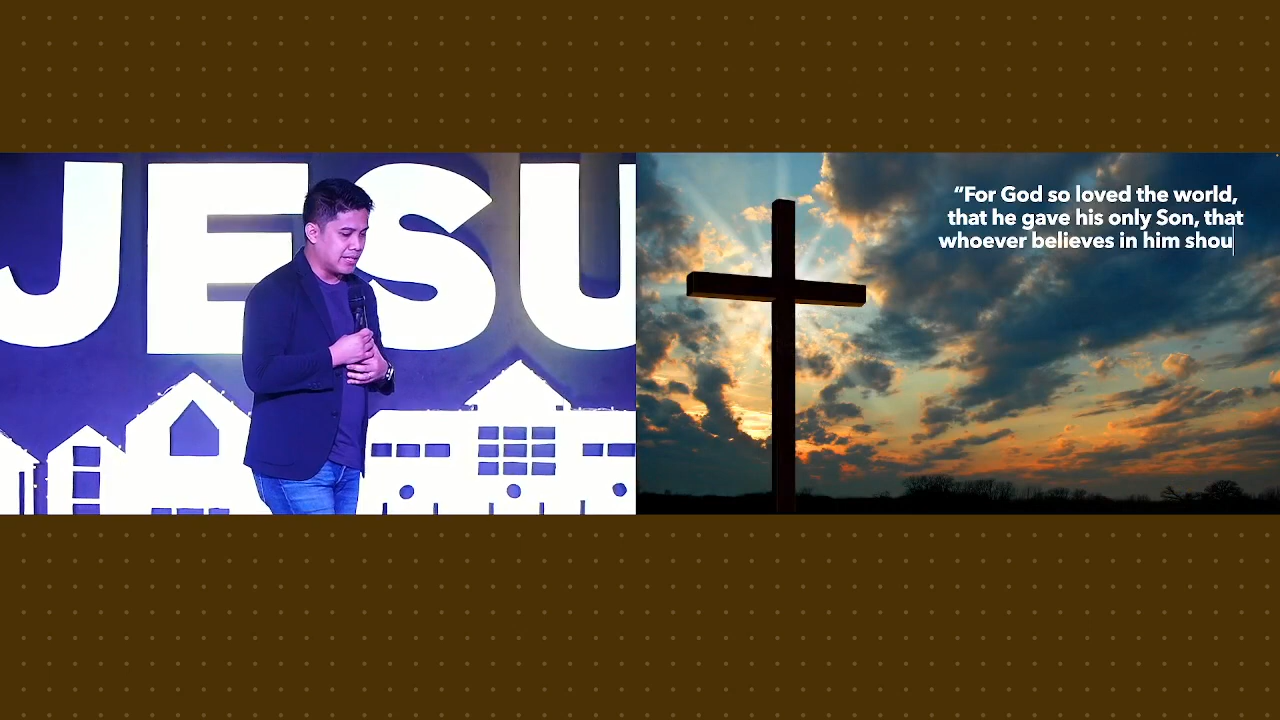 JESU
“For God so loved the world,
that he gave his only Son, that
whoever believes in him shou